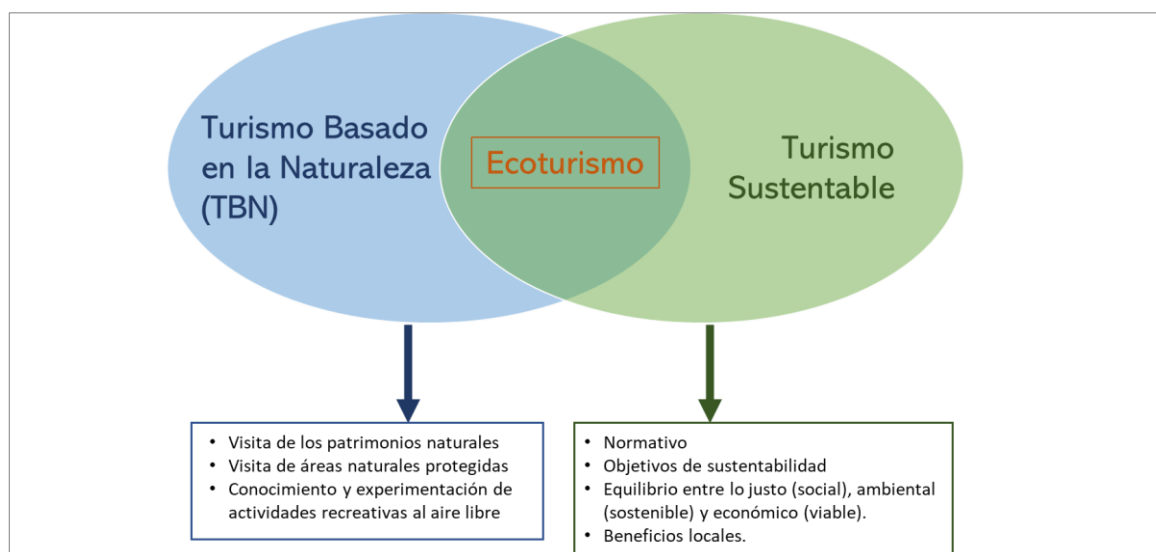 Turismo Basado
en la Naturaleza
(TBN)
Ecoturismo
Turismo
Sustentable
• Visita de los patrimonios naturales
• Visita de áreas naturales protegidas
• Conocimiento y experimentación de
actividades recreativas al aire libre
• Normativo
• Objetivos de sustentabilidad
• Equilibrio entre lo justo (social), ambiental
(sostenible) y económico (viable).
• Beneficios locales.